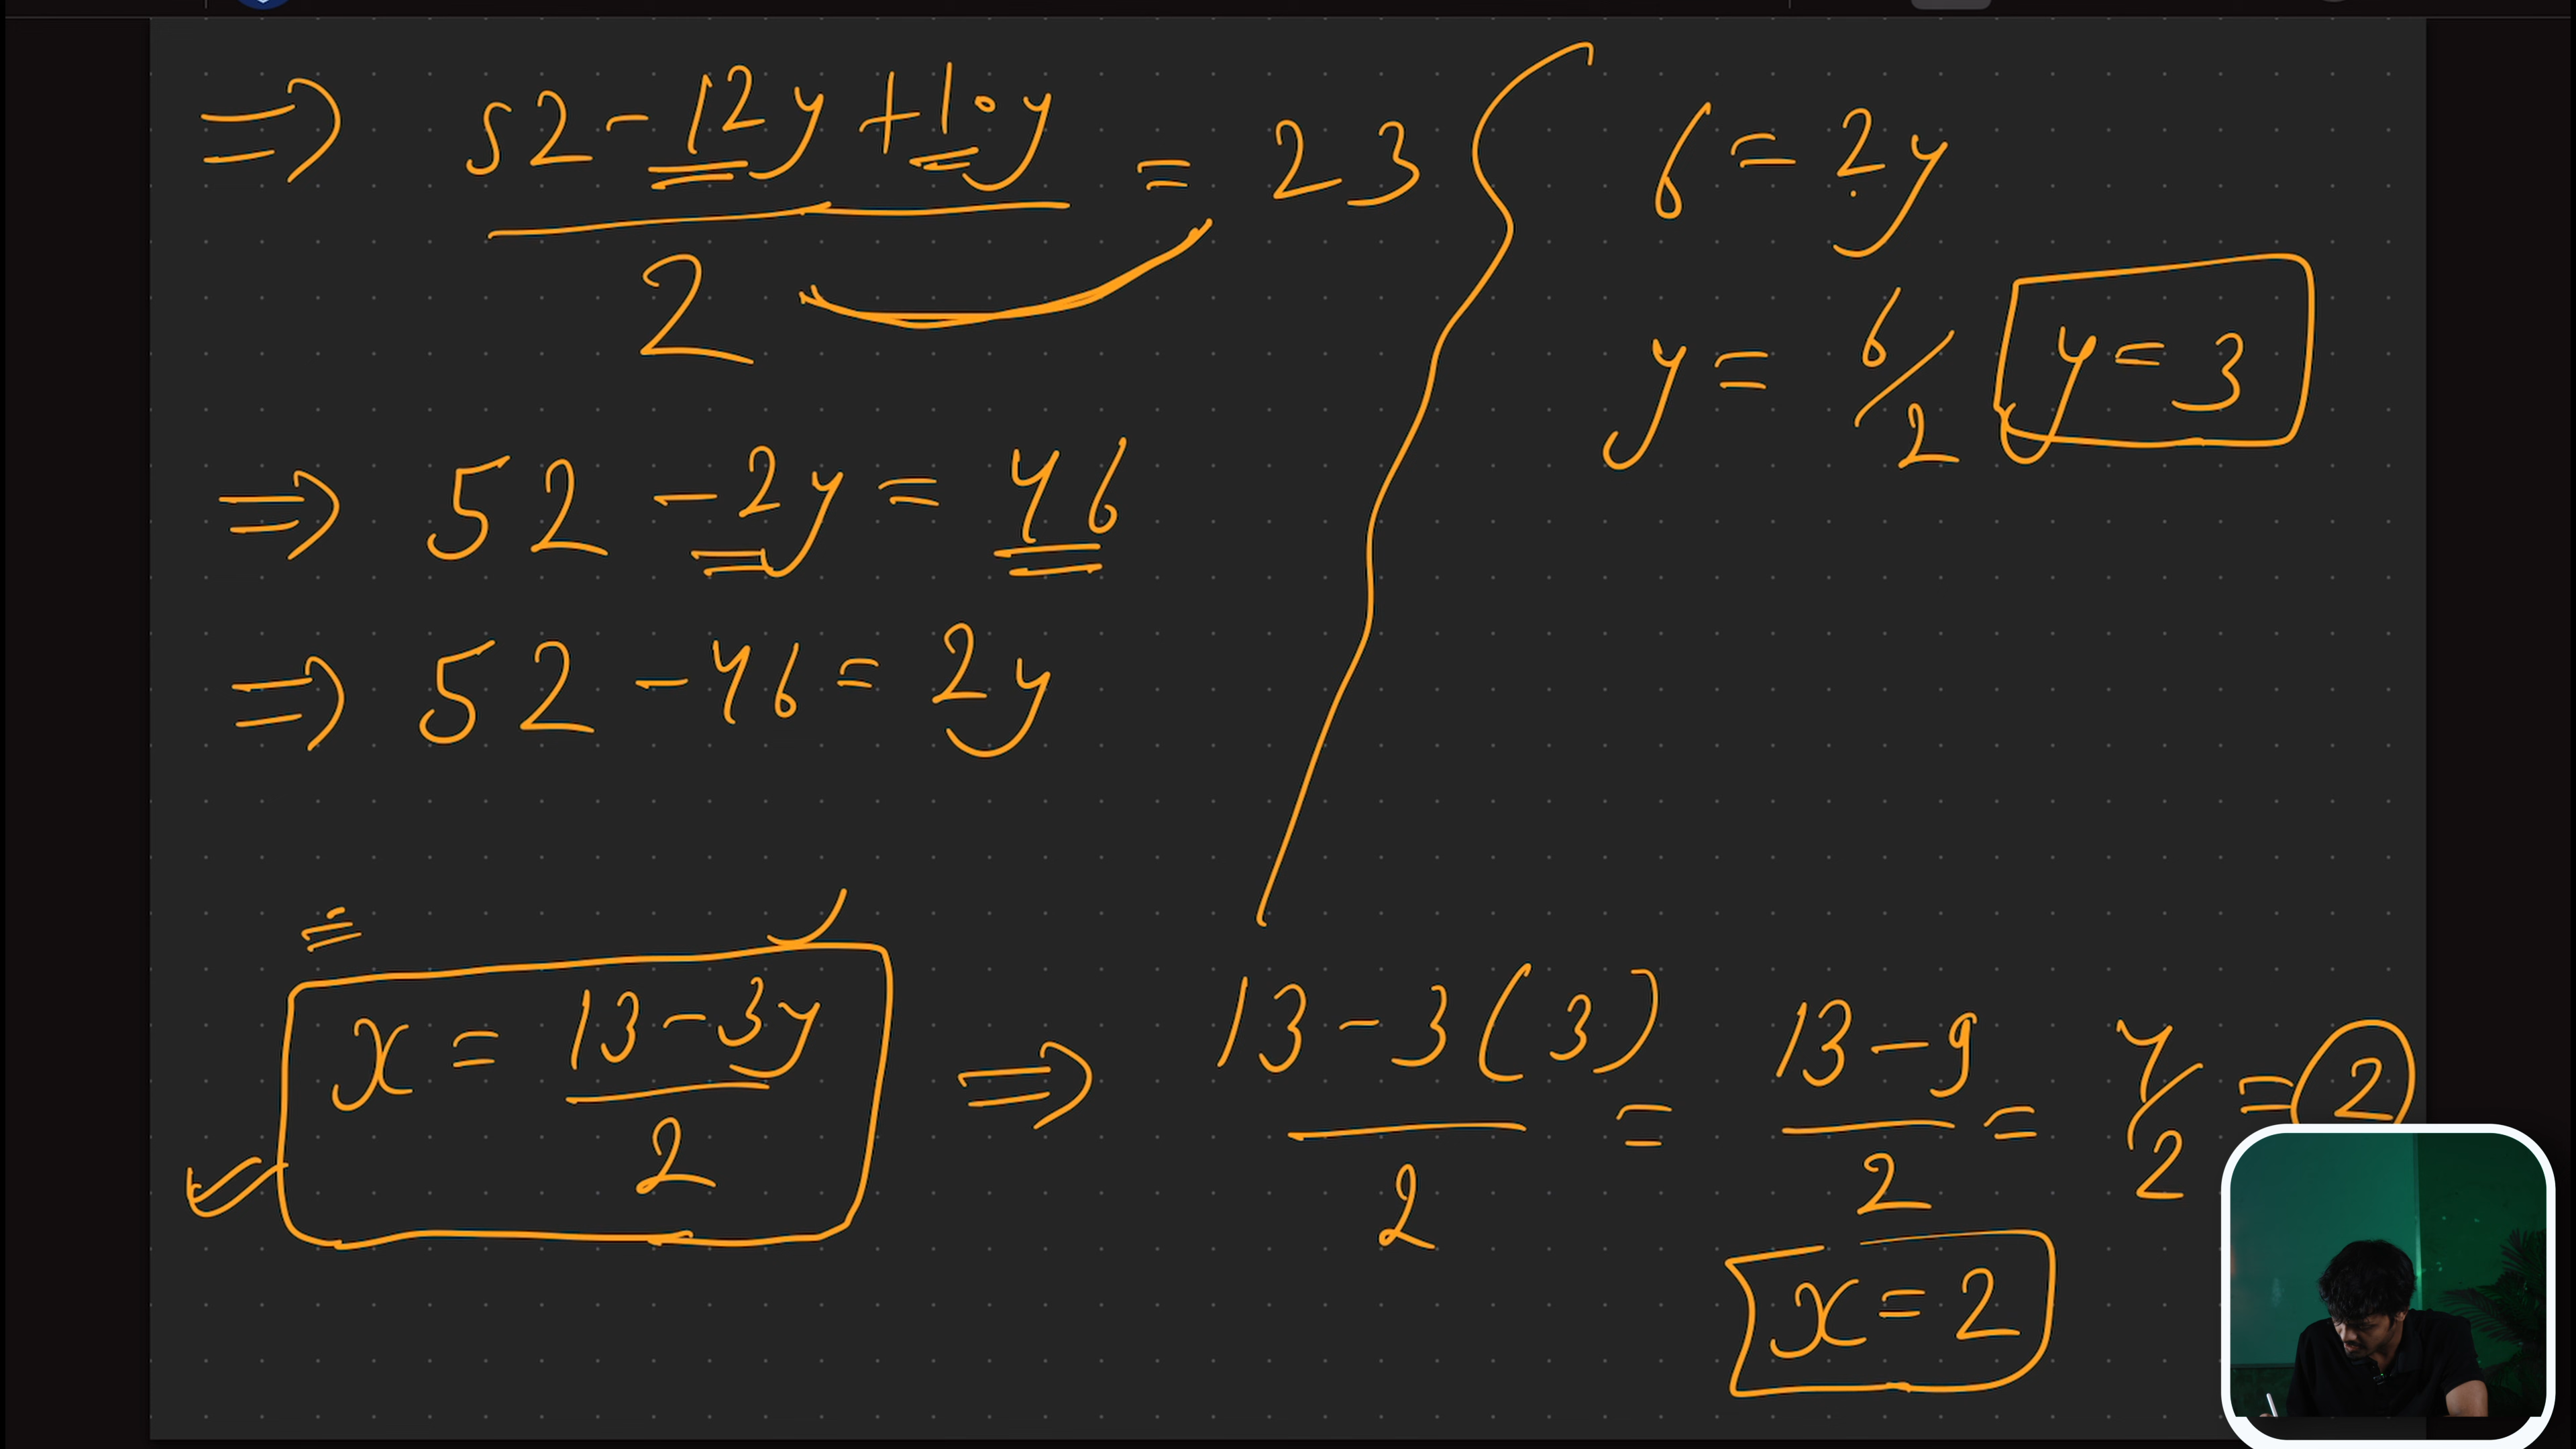 ⇒ (52 - 12y + 10y)/2 = 23
⇒ 52 - 2y = 46
⇒ 52 - 46 = 2y
6 = 2y
y = 6/2 y = 3
x = (13 - 3y)/2 ⇒ (13 - 3(3))/2 = (13 - 9)/2 = 4/2 = 2
x = 2